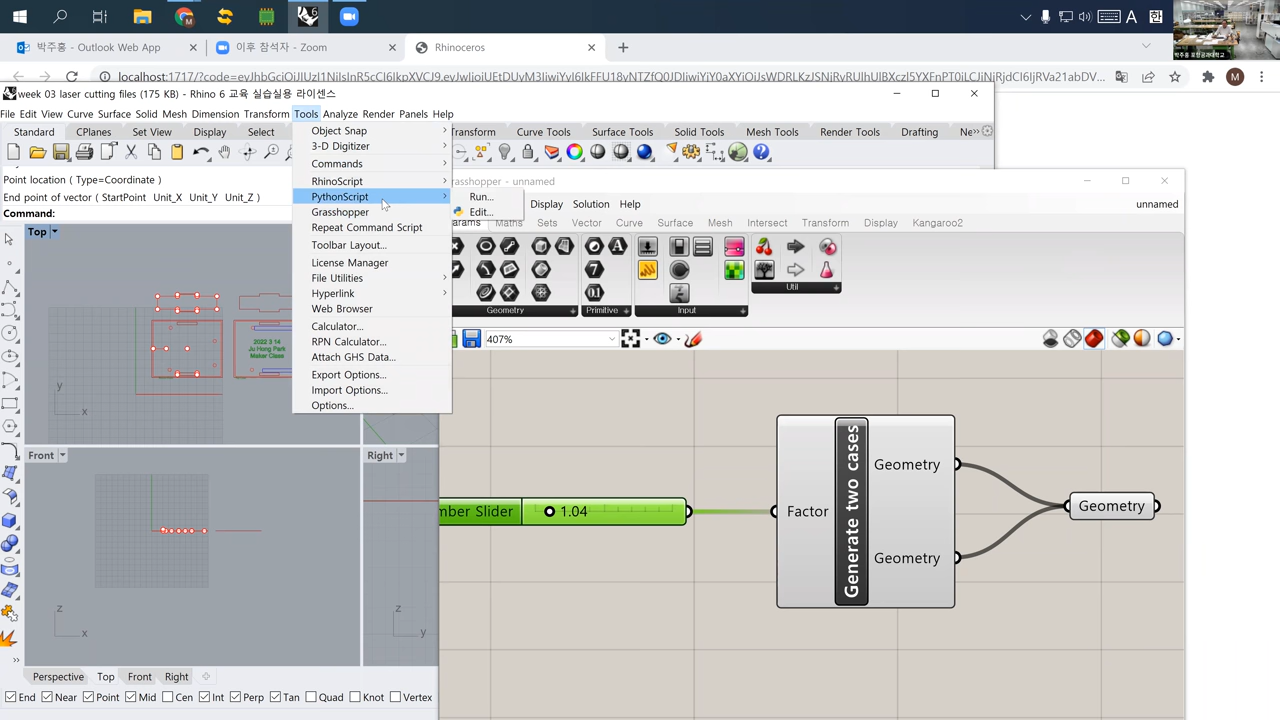 A 한
박주홍 - Outlook Web App × 이후 참석자 - Zoom × Rhinoceros × +
week 03 laser cutting files (175 KB) - Rhino 6 교육 실습실용 라이센스
File Edit View Curve Surface Solid Mesh Dimension Transform Tools Analyze Render Panels Help
Standard CPlanes Set View Display Select Transform Curve Tools Surface Tools Solid Tools Mesh Tools Render Tools Drafting
Point location ( Type=Coordinate )
End point of vector ( StartPoint Unit_X Unit_Y Unit_Z )
Command:
Object Snap
3-D Digitizer
Commands
RhinoScript
PythonScript
Grasshopper
Repeat Command Script
Toolbar Layout...
License Manager
File Utilities
Hyperlink
Web Browser
Calculator...
RPN Calculator...
Attach GHS Data...
Export Options...
Import Options...
Options...
Run...
Edit...
rasshopper - unnamed
Display Solution Help unnamed
Params Maths Sets Vector Curve Surface Mesh Intersect Transform Display Kangaroo2
Geometry Primitive Input Util
407%
Top
2022 3 14
Ju Hong Park
Maker Class
y
x
Front
z
x
Right
z
y
mber Slider 1.04
Factor
Generate two cases
Geometry
Geometry
Geometry
Perspective Top Front Right
End Near Point Mid Cen Int Perp Tan Quad Knot Vertex